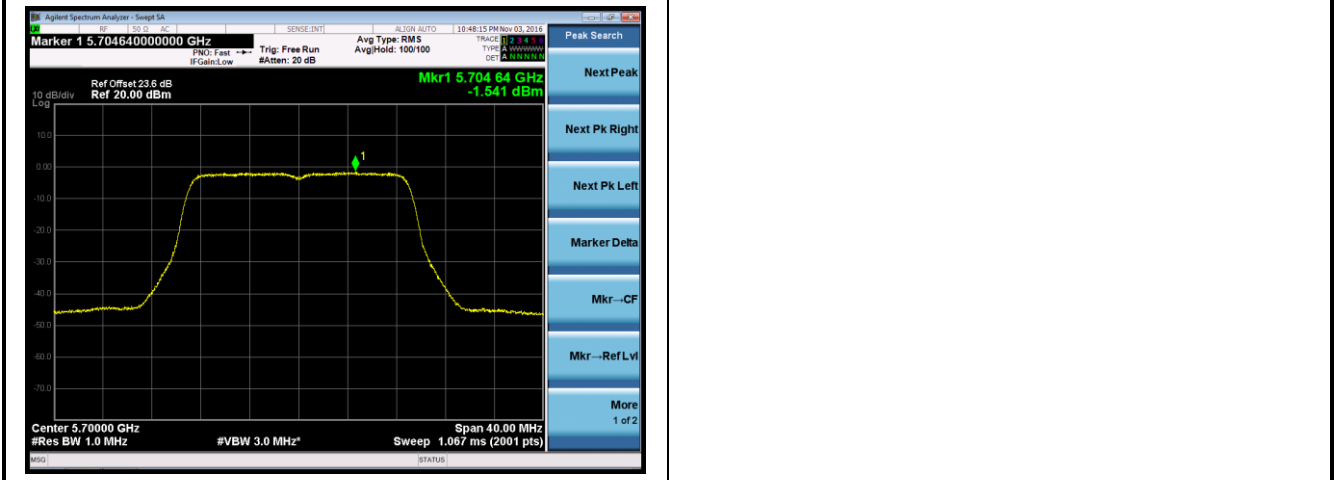 Agilent Spectrum Analyzer - Swept SA
RF 50 Ω AC SENSE:INT ALIGN AUTO 10:48:15 PM Nov 03, 2016
Marker 1 5.704640000000 GHz
PNO: Fast
IFGain:Low
Trig: Free Run
#Atten: 20 dB
Avg Type: RMS
Avg|Hold: 100/100
TRACE 1 2 3 4 5 6
TYPE A WWWWW
DET A NNNNN
Ref Offset 23.6 dB
10 dB/div Ref 20.00 dBm
Log
Mkr1 5.704 64 GHz
-1.541 dBm
1
10.0
0.00
-10.0
-20.0
-30.0
-40.0
-50.0
-60.0
-70.0
Center 5.70000 GHz Span 40.00 MHz
#Res BW 1.0 MHz #VBW 3.0 MHz* Sweep 1.067 ms (2001 pts)
MSG STATUS
Peak Search
Next Peak
Next Pk Right
Next Pk Left
Marker Delta
Mkr→CF
Mkr→Ref Lvl
More
1 of 2